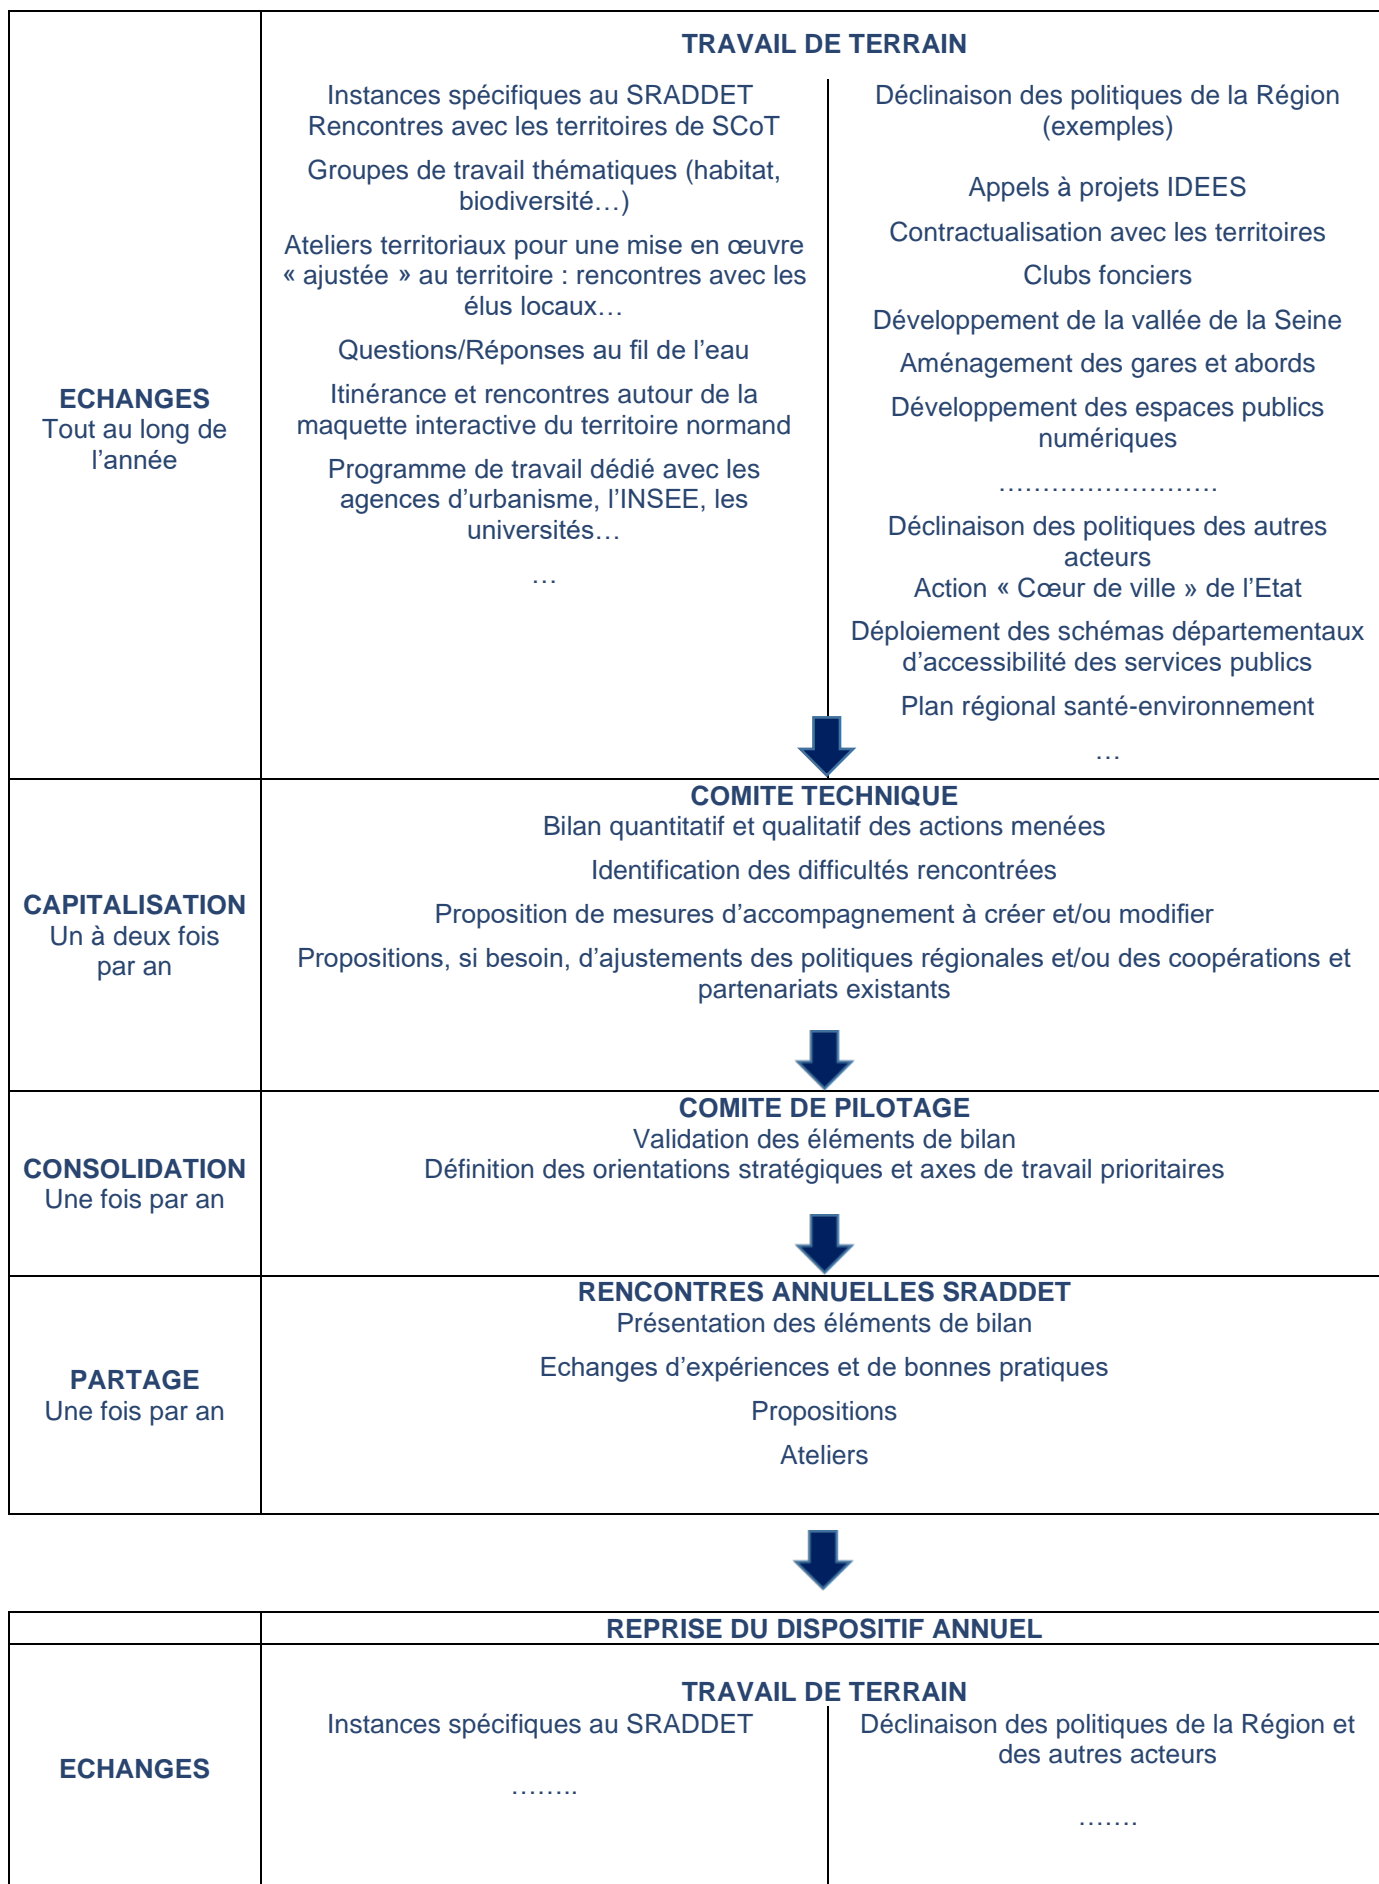 TRAVAIL DE TERRAIN
ECHANGES
Tout au long de
l’année
Instances spécifiques au SRADDET
Rencontres avec les territoires de SCoT
Groupes de travail thématiques (habitat,
biodiversité…)
Ateliers territoriaux pour une mise en œuvre
« ajustée » au territoire : rencontres avec les
élus locaux…
Questions/Réponses au fil de l’eau
Itinérance et rencontres autour de la
maquette interactive du territoire normand
Programme de travail dédié avec les
agences d’urbanisme, l’INSEE, les
universités…
…
Déclinaison des politiques de la Région
(exemples)
Appels à projets IDEES
Contractualisation avec les territoires
Clubs fonciers
Développement de la vallée de la Seine
Aménagement des gares et abords
Développement des espaces publics
numériques
…………………….
Déclinaison des politiques des autres
acteurs
Action « Cœur de ville » de l’Etat
Déploiement des schémas départementaux
d’accessibilité des services publics
Plan régional santé-environnement
…
CAPITALISATION
Un à deux fois
par an
COMITE TECHNIQUE
Bilan quantitatif et qualitatif des actions menées
Identification des difficultés rencontrées
Proposition de mesures d’accompagnement à créer et/ou modifier
Propositions, si besoin, d’ajustements des politiques régionales et/ou des coopérations et
partenariats existants
CONSOLIDATION
Une fois par an
COMITE DE PILOTAGE
Validation des éléments de bilan
Définition des orientations stratégiques et axes de travail prioritaires
PARTAGE
Une fois par an
RENCONTRES ANNUELLES SRADDET
Présentation des éléments de bilan
Echanges d’expériences et de bonnes pratiques
Propositions
Ateliers
REPRISE DU DISPOSITIF ANNUEL
ECHANGES
TRAVAIL DE TERRAIN
Instances spécifiques au SRADDET
……..
Déclinaison des politiques de la Région et
des autres acteurs
…….